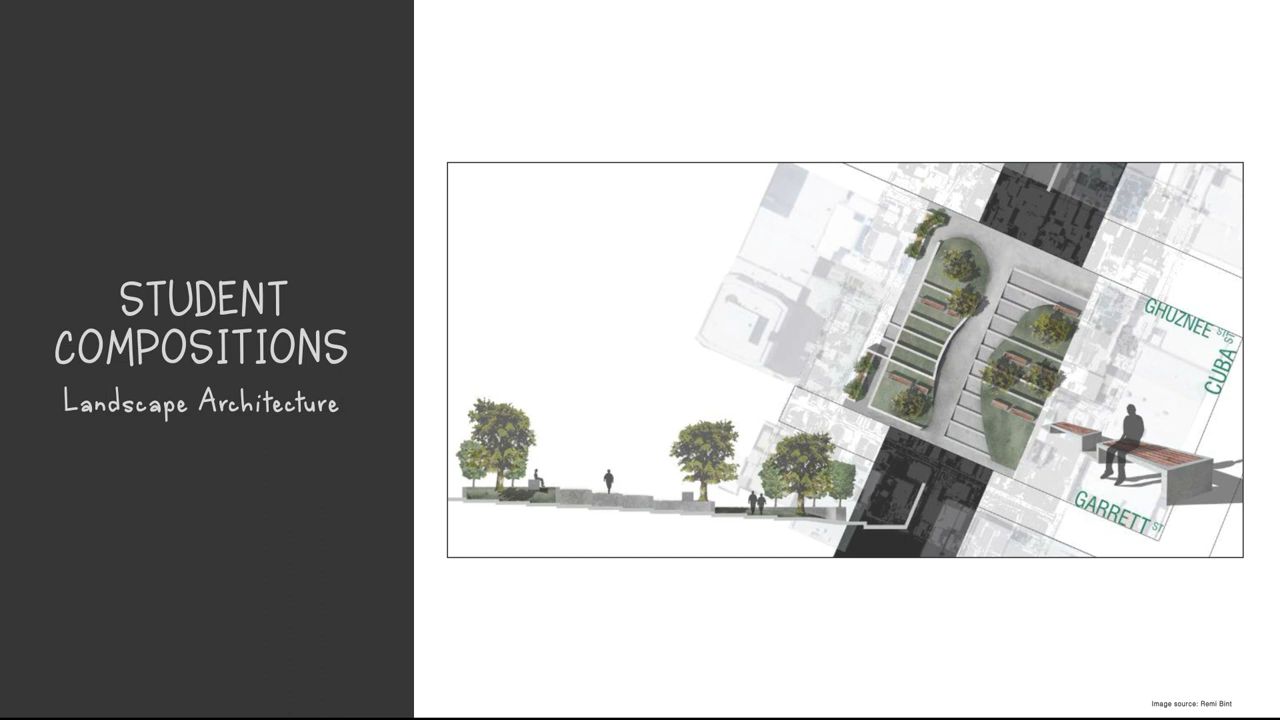 STUDENT
COMPOSITIONS
Landscape Architecture
GHUZNEE ST
CUBA ST
GARRETT ST
Image source: Remi Bint